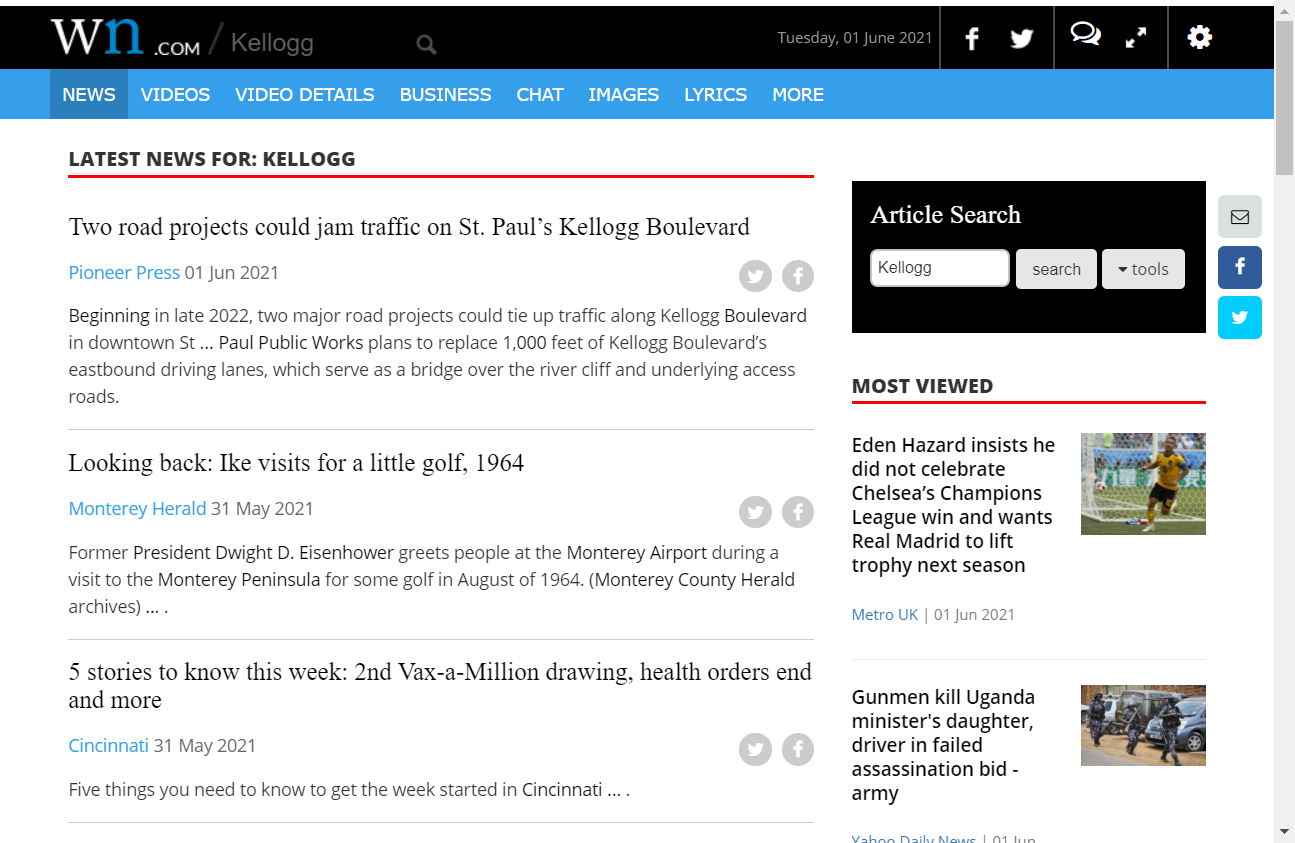 Wn.COM / Kellogg
Tuesday, 01 June 2021
NEWS VIDEOS VIDEO DETAILS BUSINESS CHAT IMAGES LYRICS MORE
LATEST NEWS FOR: KELLOGG
Two road projects could jam traffic on St. Paul’s Kellogg Boulevard
Pioneer Press 01 Jun 2021
Beginning in late 2022, two major road projects could tie up traffic along Kellogg Boulevard
in downtown St ... Paul Public Works plans to replace 1,000 feet of Kellogg Boulevard’s
eastbound driving lanes, which serve as a bridge over the river cliff and underlying access
roads.
Looking back: Ike visits for a little golf, 1964
Monterey Herald 31 May 2021
Former President Dwight D. Eisenhower greets people at the Monterey Airport during a
visit to the Monterey Peninsula for some golf in August of 1964. (Monterey County Herald
archives) ... .
5 stories to know this week: 2nd Vax-a-Million drawing, health orders end
and more
Cincinnati 31 May 2021
Five things you need to know to get the week started in Cincinnati ... .
Article Search
Kellogg
search
tools
MOST VIEWED
Eden Hazard insists he
did not celebrate
Chelsea’s Champions
League win and wants
Real Madrid to lift
trophy next season
Metro UK | 01 Jun 2021
Gunmen kill Uganda
minister's daughter,
driver in failed
assassination bid -
army
Yahoo Daily News | 01 Jun